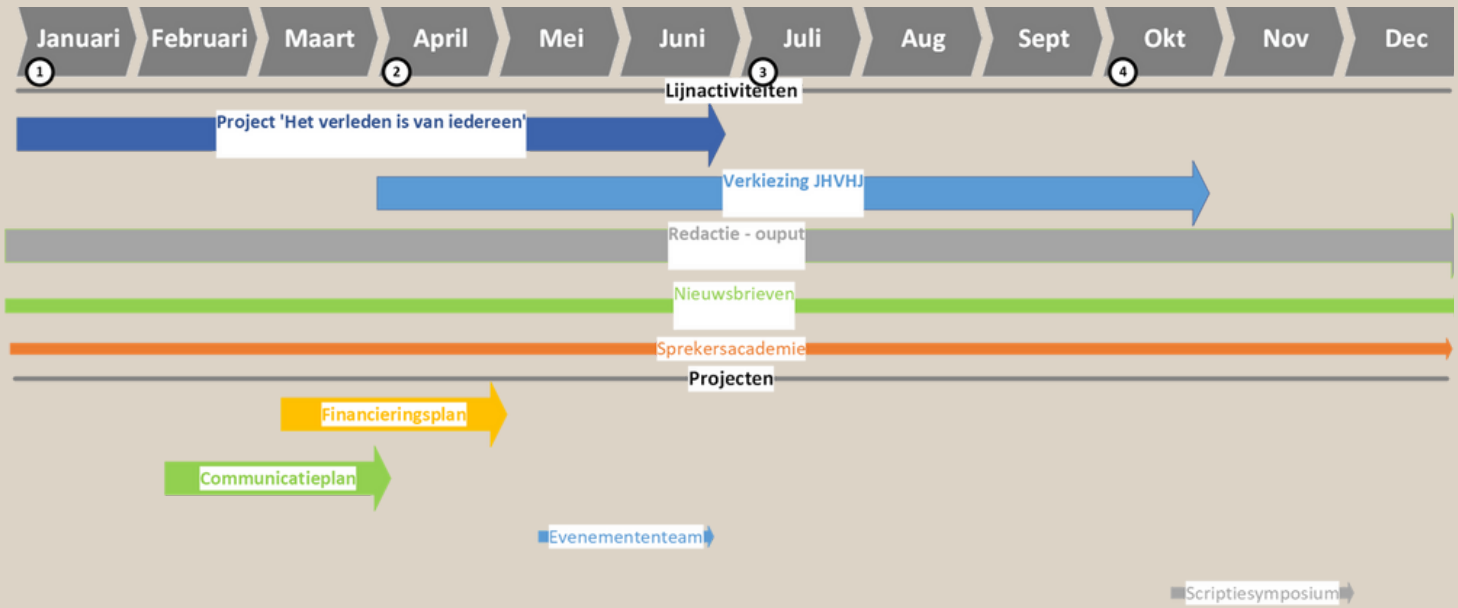 Januari Februari Maart April Mei Juni Juli Aug Sept Okt Nov Dec
1 2 3 4
Lijnactiviteiten
Project 'Het verleden is van iedereen'
Verkiezing JHVHJ
Redactie - ouput
Nieuwsbrieven
Sprekersacademie
Projecten
Financieringsplan
Communicatieplan
Evenemententeam
Scriptiesymposium